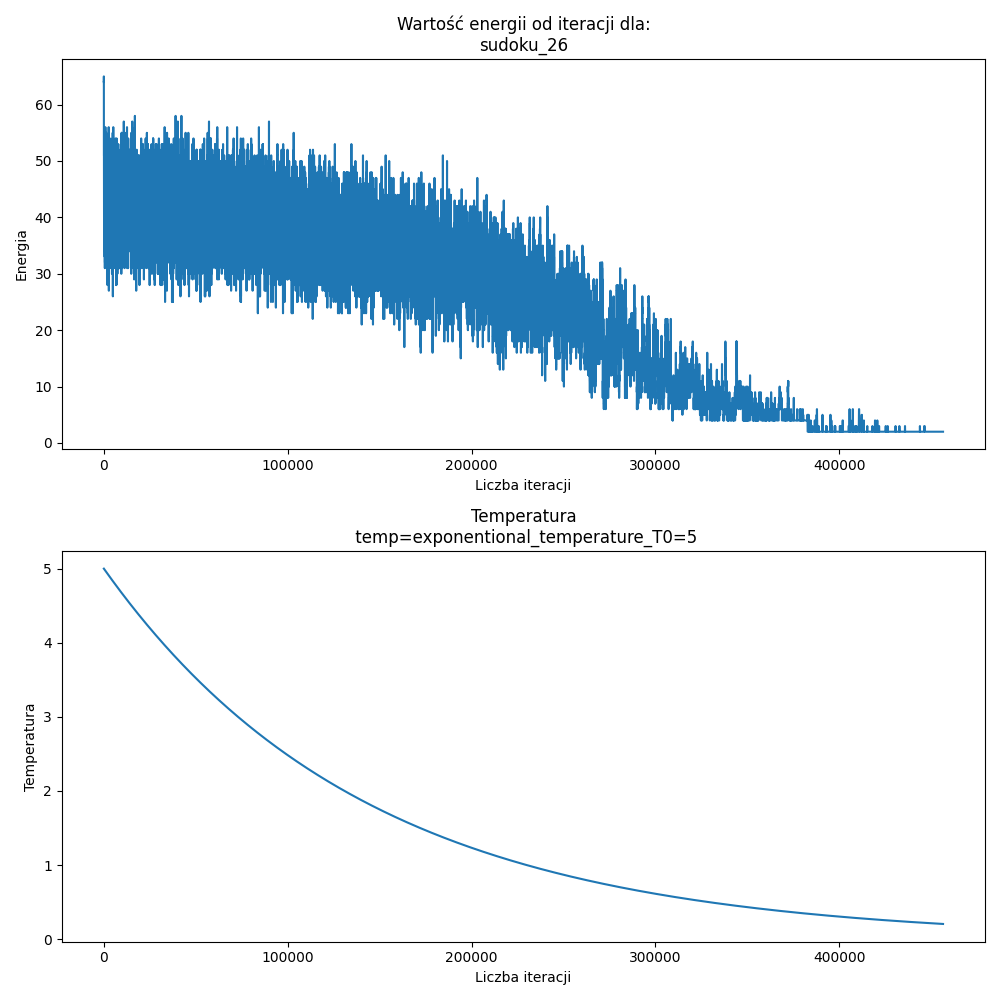 Wartość energii od iteracji dla:
sudoku_26
Energia
60
50
40
30
20
10
0
0 100000 200000 300000 400000
Liczba iteracji
Temperatura
temp=exponentional_temperature_T0=5
Temperatura
5
4
3
2
1
0
0 100000 200000 300000 400000
Liczba iteracji